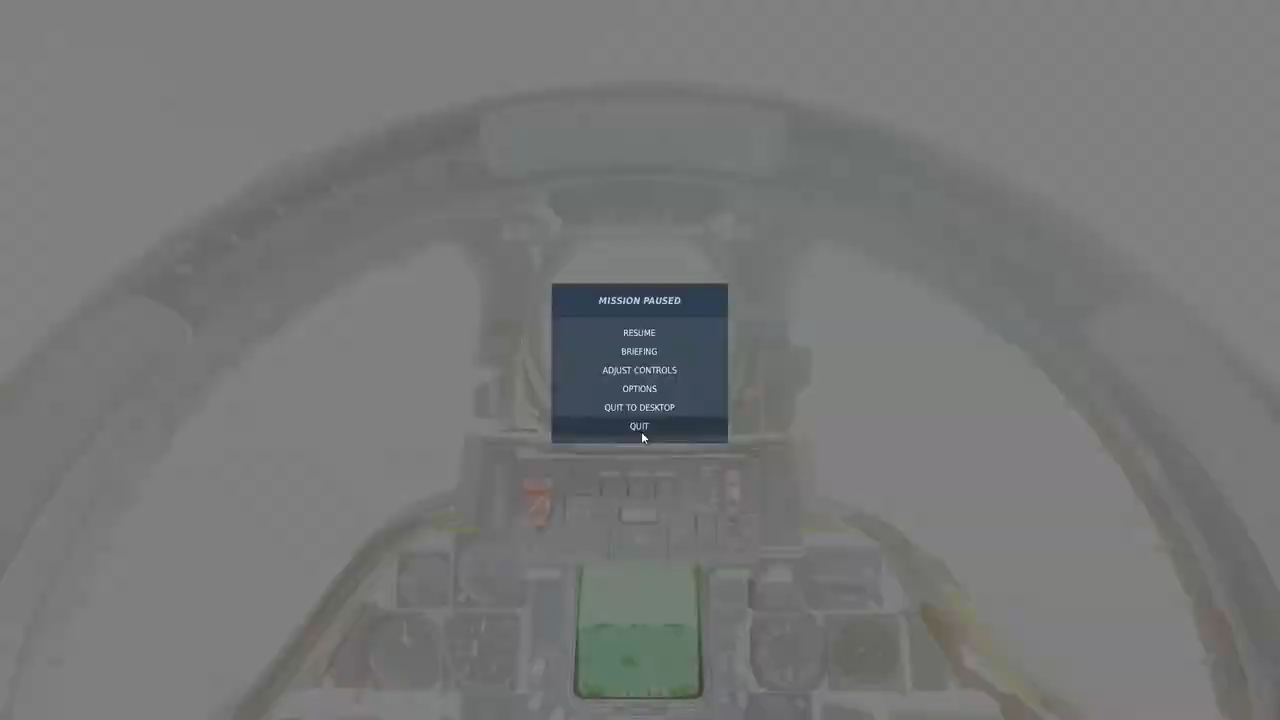 MISSION PAUSED
RESUME
BRIEFING
ADJUST CONTROLS
OPTIONS
QUIT TO DESKTOP
QUIT